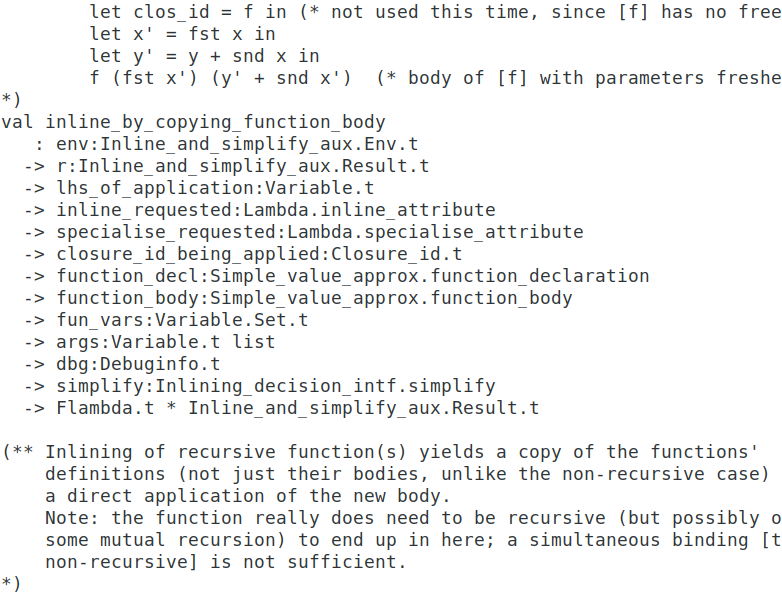 let clos_id = f in (* not used this time, since [f] has no free
        let x' = fst x in
        let y' = y + snd x in
        f (fst x') (y' + snd x')  (* body of [f] with parameters freshe
*)
val inline_by_copying_function_body
   : env:Inline_and_simplify_aux.Env.t
  -> r:Inline_and_simplify_aux.Result.t
  -> lhs_of_application:Variable.t
  -> inline_requested:Lambda.inline_attribute
  -> specialise_requested:Lambda.specialise_attribute
  -> closure_id_being_applied:Closure_id.t
  -> function_decl:Simple_value_approx.function_declaration
  -> function_body:Simple_value_approx.function_body
  -> fun_vars:Variable.Set.t
  -> args:Variable.t list
  -> dbg:Debuginfo.t
  -> simplify:Inlining_decision_intf.simplify
  -> Flambda.t * Inline_and_simplify_aux.Result.t

(** Inlining of recursive function(s) yields a copy of the functions'
    definitions (not just their bodies, unlike the non-recursive case)
    a direct application of the new body.
    Note: the function really does need to be recursive (but possibly o
    some mutual recursion) to end up in here; a simultaneous binding [t
    non-recursive] is not sufficient.
*)